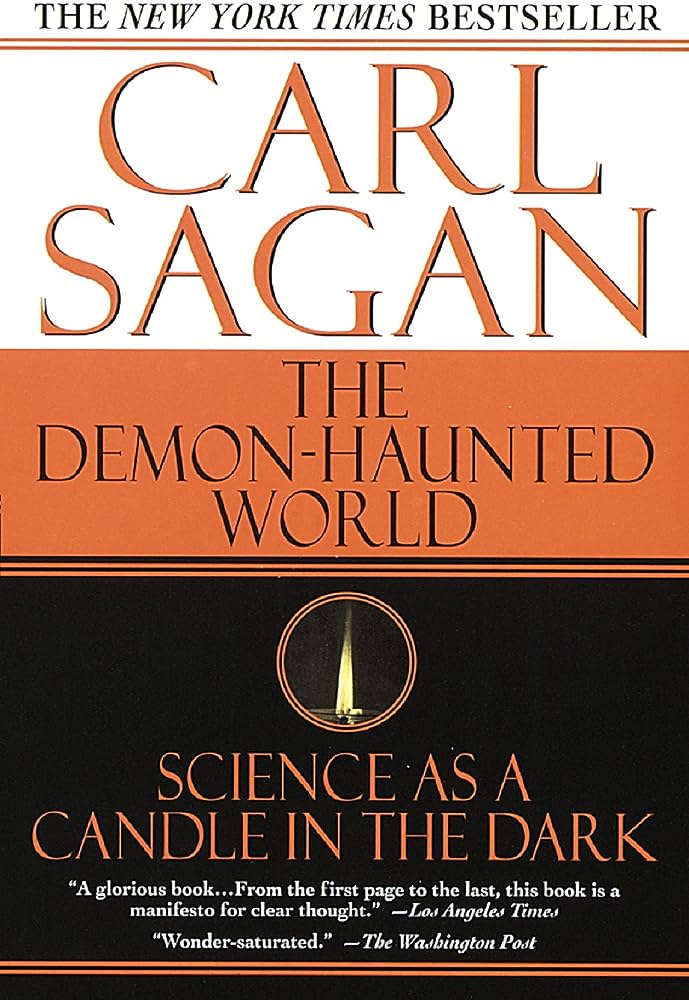 THE NEW YORK TIMES BESTSELLER
CARL
SAGAN
THE
DEMON-HAUNTED
WORLD
SCIENCE AS A
CANDLE IN THE DARK
“A glorious book...From the first page to the last, this book is a
manifesto for clear thought.” —Los Angeles Times
“Wonder-saturated.” —The Washington Post